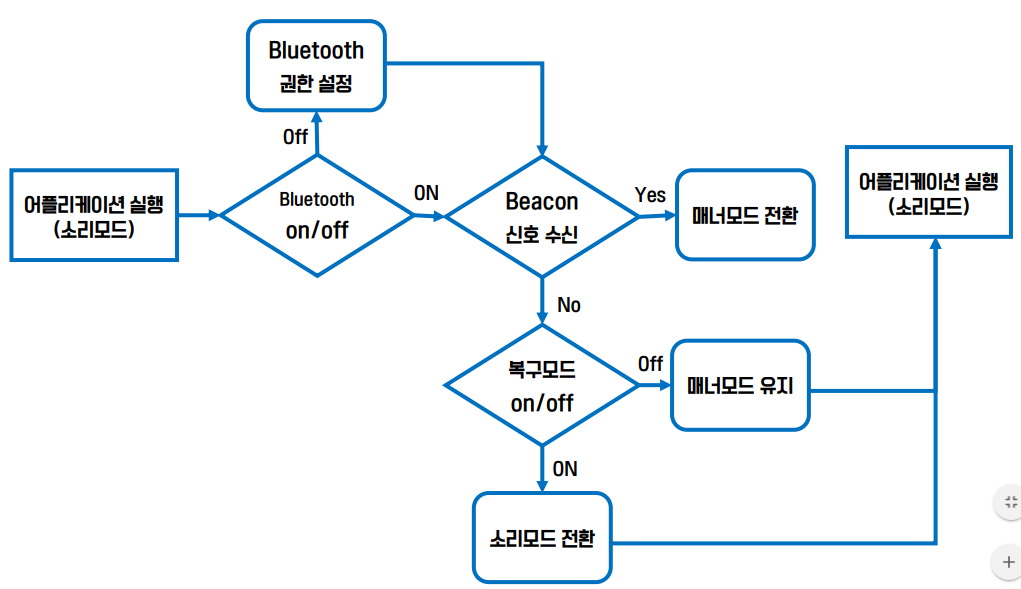 Bluetooth
권한 설정
Off
어플리케이션 실행
(소리모드)
Bluetooth
on/off
ON
Beacon
신호 수신
Yes
매너모드 전환
어플리케이션 실행
(소리모드)
No
복구모드
on/off
Off
매너모드 유지
ON
소리모드 전환